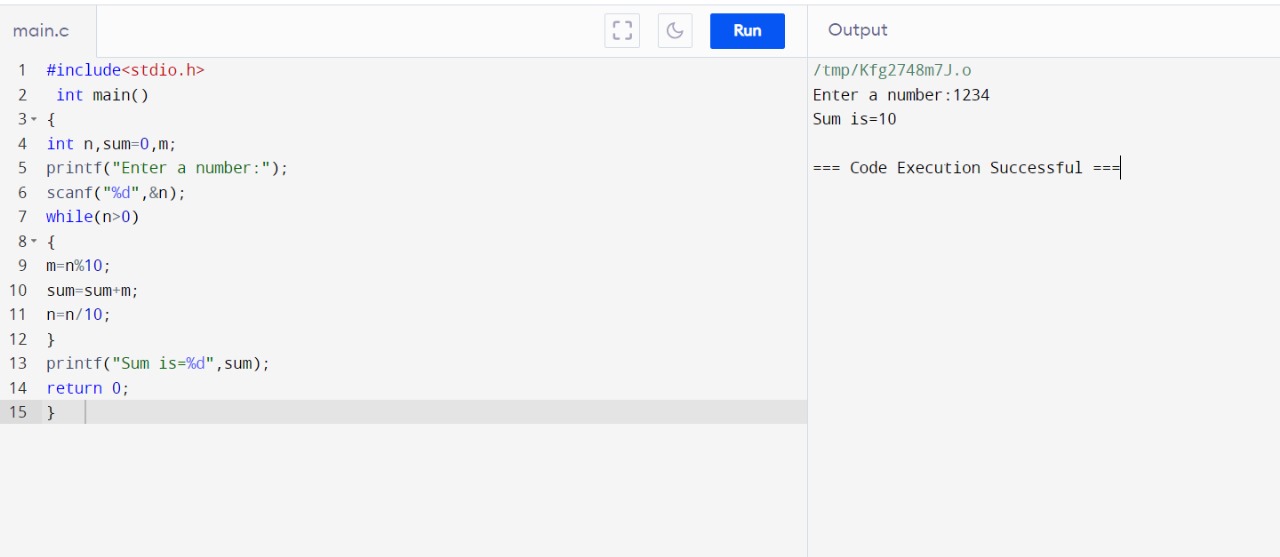 main.c
Run
Output
1 #include<stdio.h>
2  int main()
3 {
4 int n,sum=0,m;
5 printf("Enter a number:");
6 scanf("%d",&n);
7 while(n>0)
8 {
9 m=n%10;
10 sum=sum+m;
11 n=n/10;
12 }
13 printf("Sum is=%d",sum);
14 return 0;
15 }
/tmp/Kfg2748m7J.o
Enter a number:1234
Sum is=10
=== Code Execution Successful ===